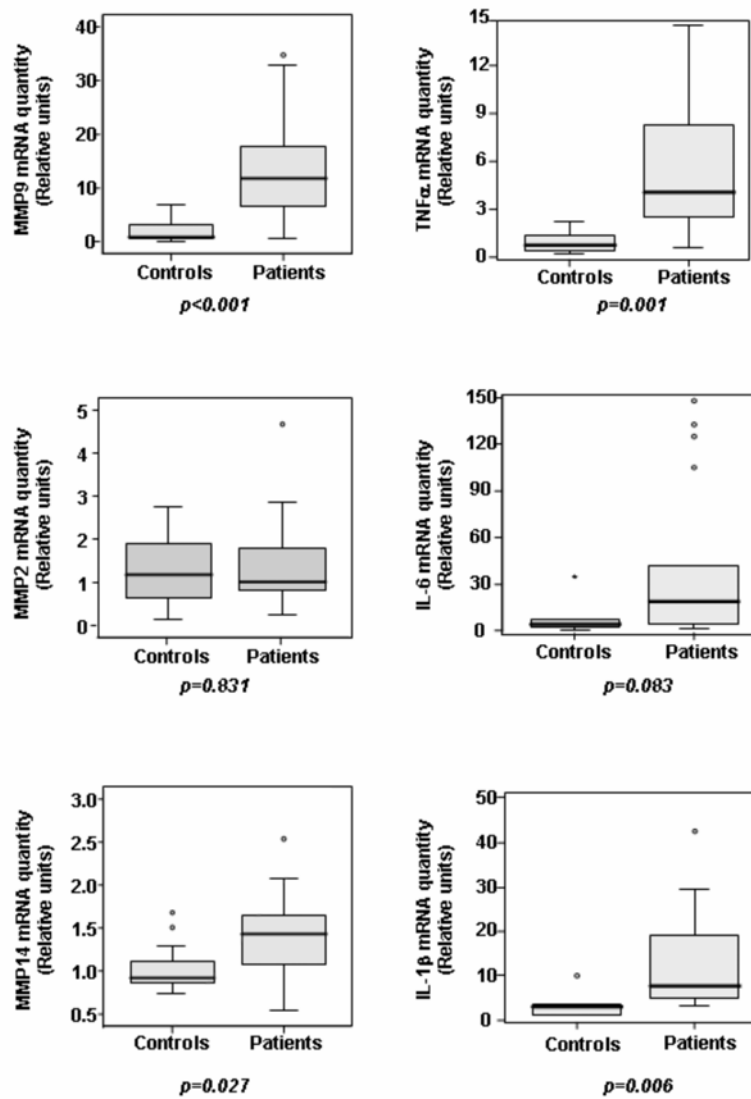 MMP9 mRNA quantity
(Relative units)
40
30
20
10
0
Controls
Patients
p<0.001
TNFα mRNA quantity
(Relative units)
15
12
9
6
3
0
Controls
Patients
p=0.001
MMP2 mRNA quantity
(Relative units)
5
4
3
2
1
0
Controls
Patients
p=0.831
IL-6 mRNA quantity
(Relative units)
150
120
90
60
30
0
Controls
Patients
p=0.083
MMP14 mRNA quantity
(Relative units)
3.0
2.5
2.0
1.5
1.0
0.5
Controls
Patients
p=0.027
IL-1β mRNA quantity
(Relative units)
50
40
30
20
10
0
Controls
Patients
p=0.006